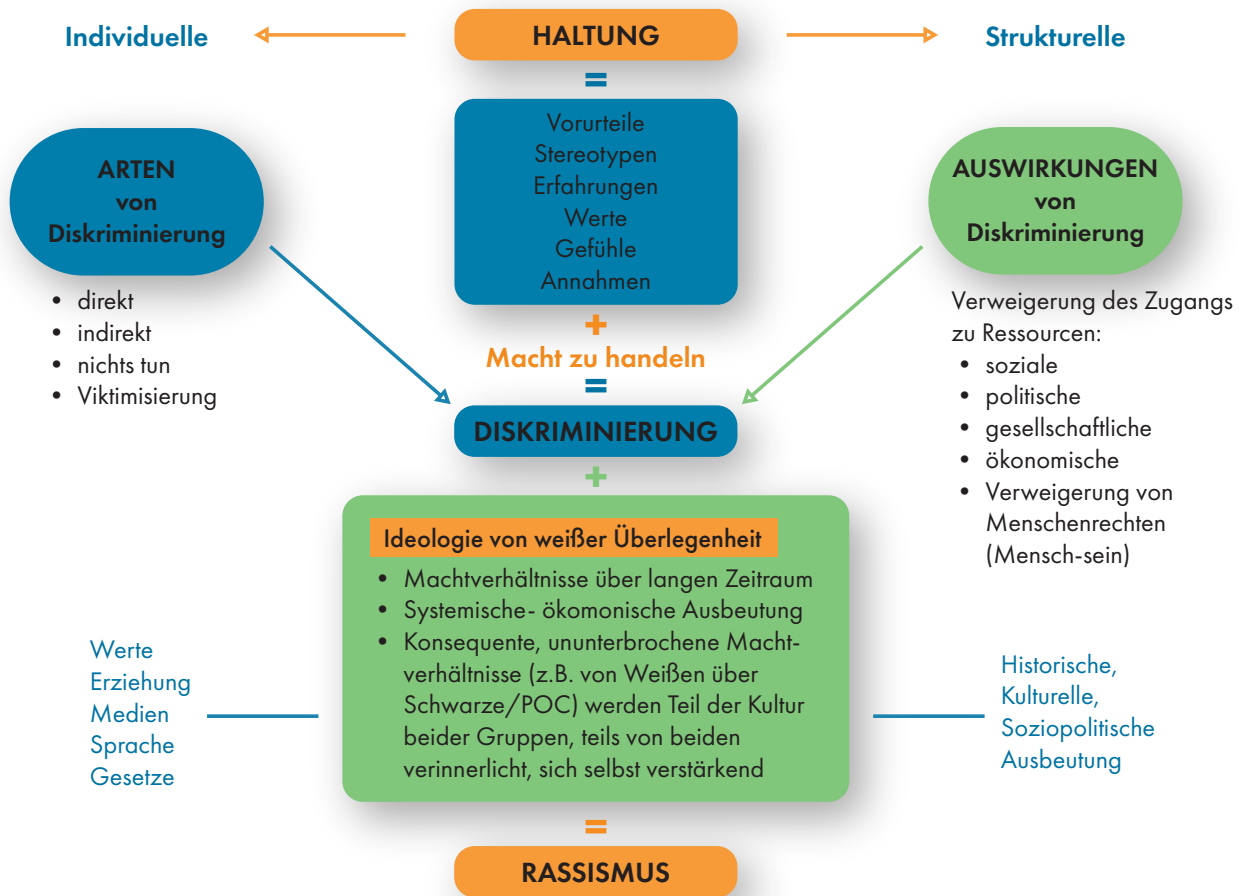 Individuelle
HALTUNG
Strukturelle
=
Vorurteile
Stereotypen
Erfahrungen
Werte
Gefühle
Annahmen
ARTEN
von
Diskriminierung
• direkt
• indirekt
• nichts tun
• Viktimisierung
AUSWIRKUNGEN
von
Diskriminierung
Verweigerung des Zugangs
zu Ressourcen:
• soziale
• politische
• gesellschaftliche
• ökonomische
• Verweigerung von
Menschenrechten
(Mensch-sein)
+
Macht zu handeln
=
DISKRIMINIERUNG
+
Ideologie von weißer Überlegenheit
• Machtverhältnisse über langen Zeitraum
• Systemische- ökomonische Ausbeutung
• Konsequente, ununterbrochene Macht-
verhältnisse (z.B. von Weißen über
Schwarze/POC) werden Teil der Kultur
beider Gruppen, teils von beiden
verinnerlicht, sich selbst verstärkend
Werte
Erziehung
Medien
Sprache
Gesetze
Historische,
Kulturelle,
Soziopolitische
Ausbeutung
=
RASSISMUS